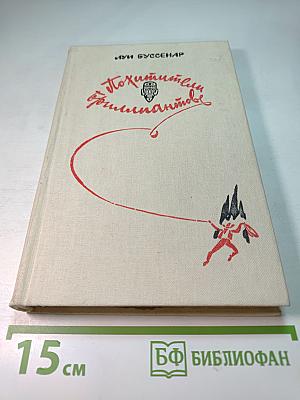 ЛУИ БУССЕНАР
Похитители
бриллиантов
15 см
БФ БИБЛИОФАН